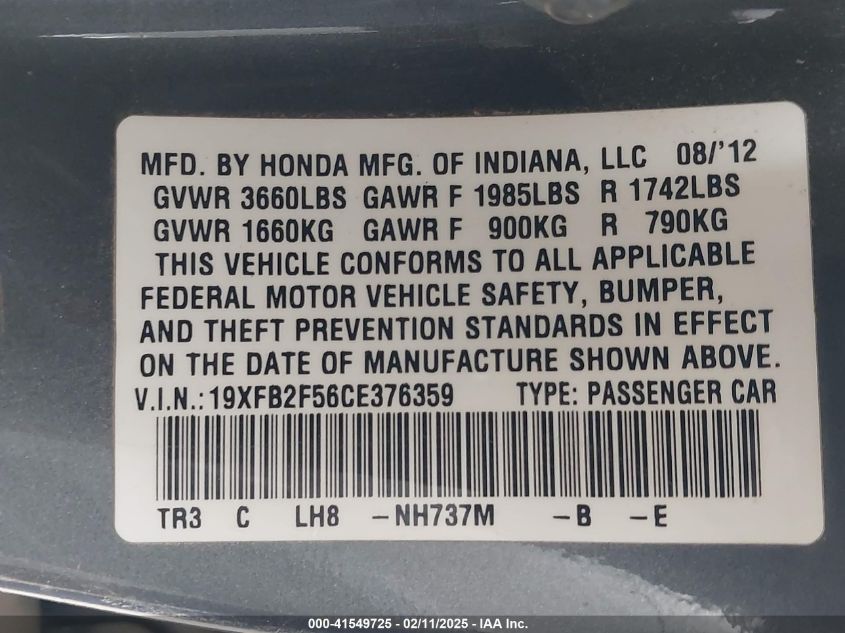 MFD. BY HONDA MFG. OF INDIANA, LLC 08/'12
GVWR 3660LBS GAWR F 1985LBS R 1742LBS
GVWR 1660KG GAWR F 900KG R 790KG
THIS VEHICLE CONFORMS TO ALL APPLICABLE
FEDERAL MOTOR VEHICLE SAFETY, BUMPER,
AND THEFT PREVENTION STANDARDS IN EFFECT
ON THE DATE OF MANUFACTURE SHOWN ABOVE.
V.I.N.: 19XFB2F56CE376359 TYPE: PASSENGER CAR
TR3 C LH8 -NH737M -B -E
000-41549725 - 02/11/2025 - IAA Inc.